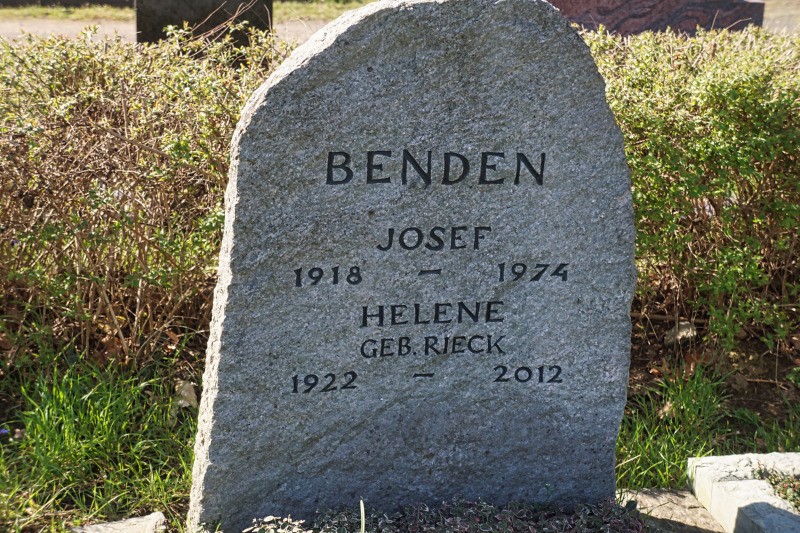 BENDEN
JOSEF
1918 – 1974
HELENE
GEB. RIECK
1922 – 2012